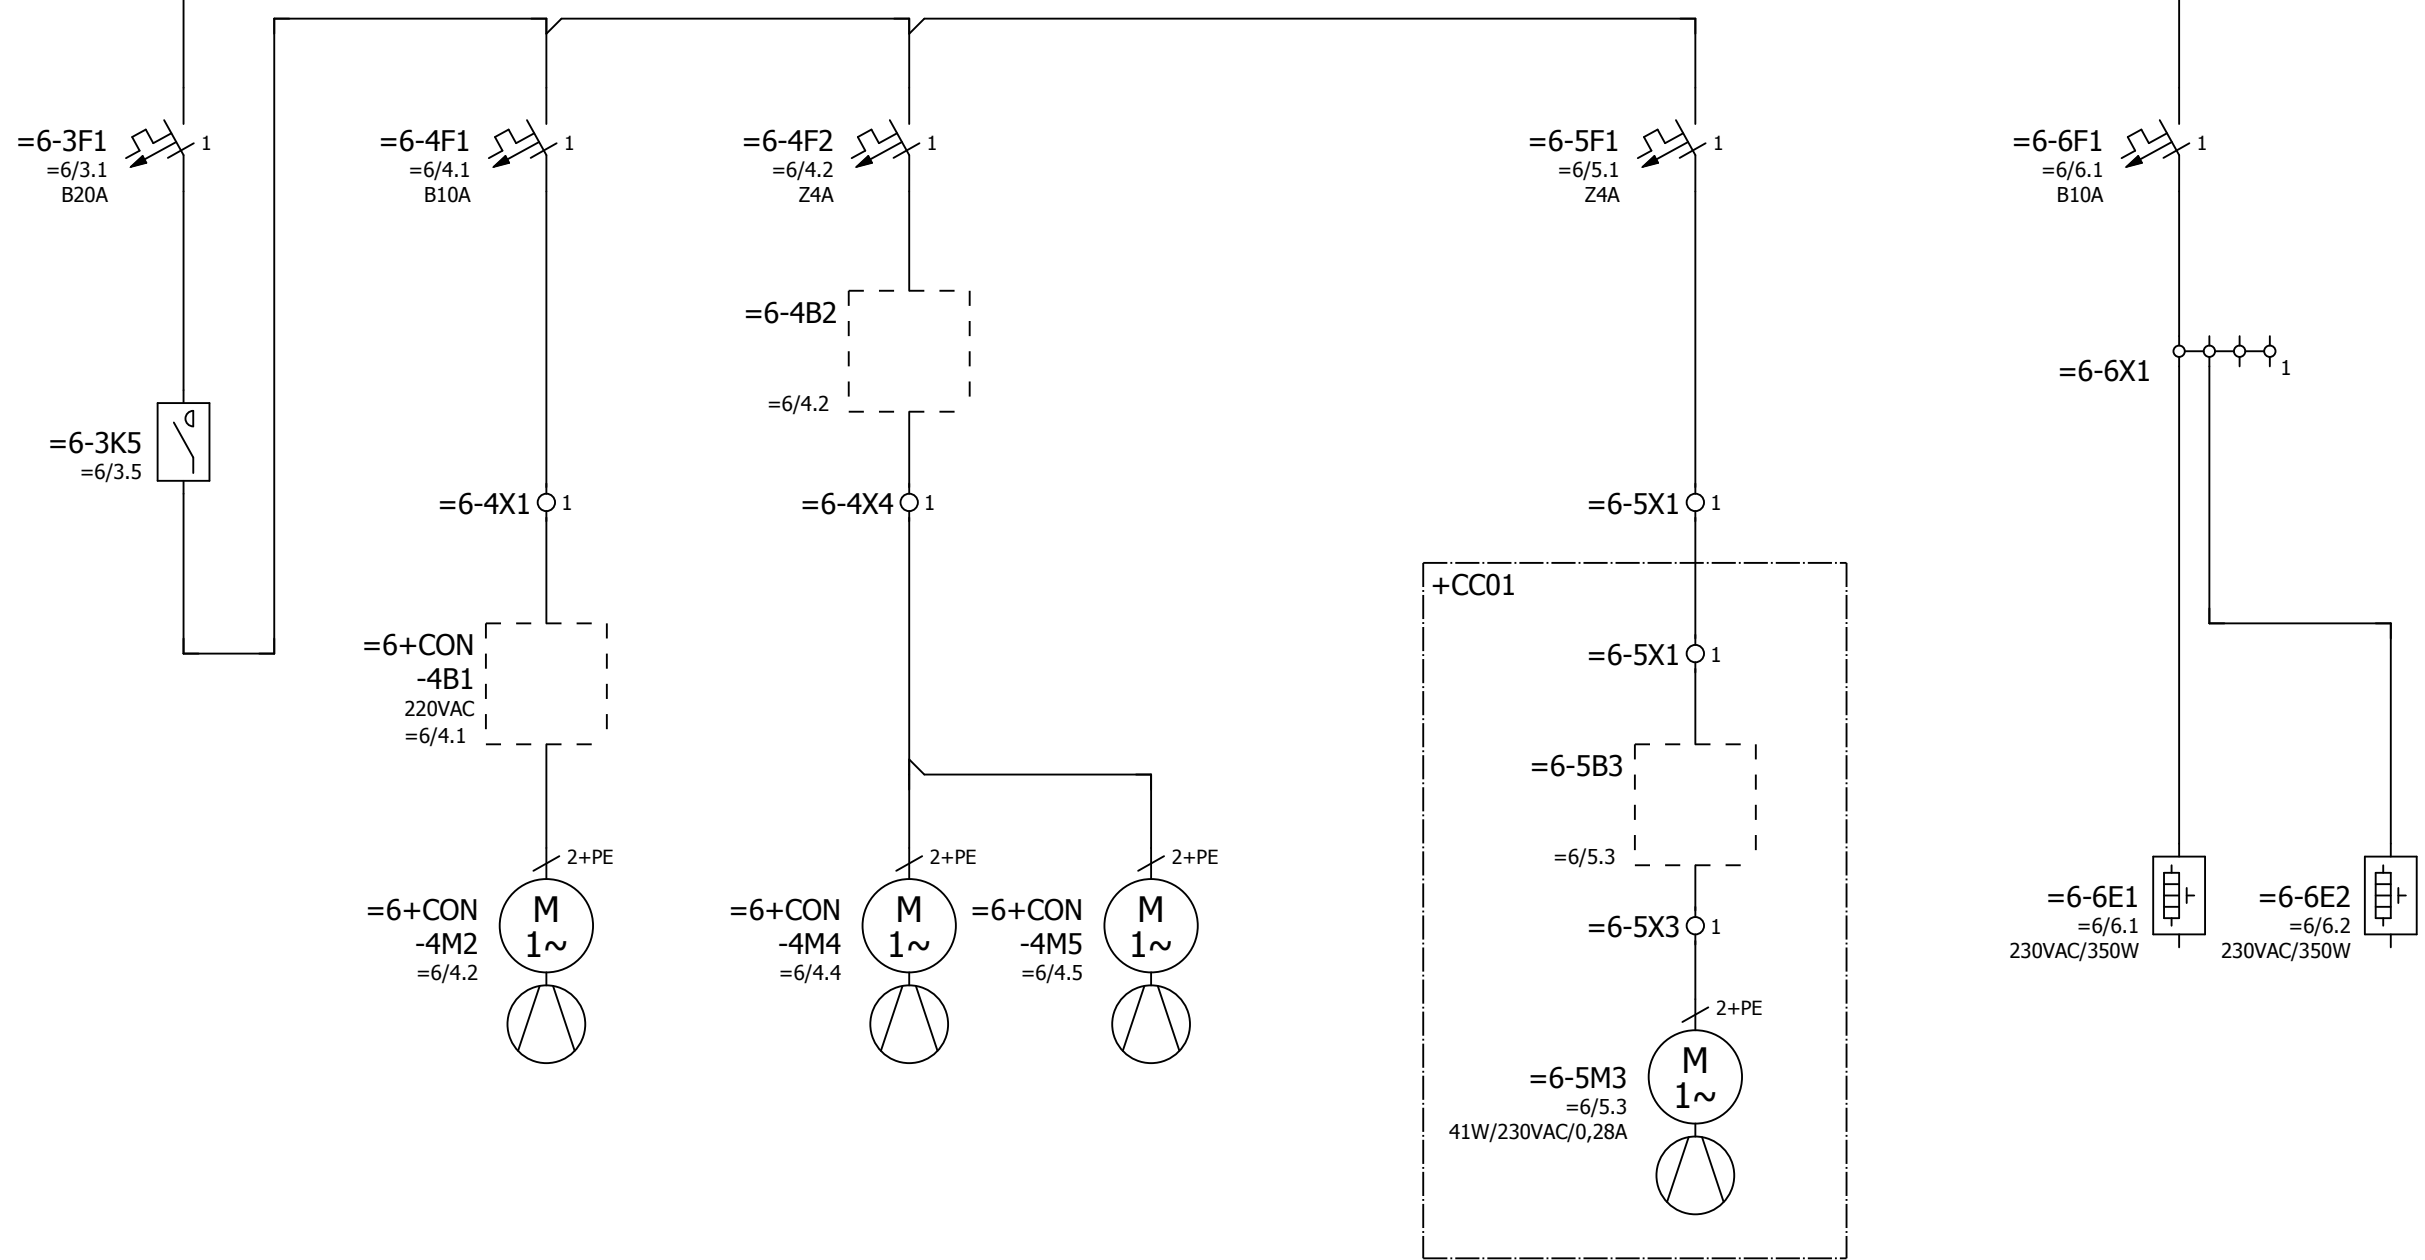 =6-3F1
=6/3.1
B20A
1
=6-4F1
=6/4.1
B10A
1
=6-4F2
=6/4.2
Z4A
1
=6-5F1
=6/5.1
Z4A
1
=6-6F1
=6/6.1
B10A
1
=6-4B2
=6/4.2
=6-6X1
1
=6-3K5
=6/3.5
=6-4X1
1
=6-4X4
1
=6-5X1
1
+CC01
=6+CON
-4B1
220VAC
=6/4.1
=6-5X1
1
=6-5B3
=6/5.3
2+PE
=6+CON
-4M2
=6/4.2
M
1~
2+PE
=6+CON
-4M4
=6/4.4
M
1~
2+PE
=6+CON
-4M5
=6/4.5
M
1~
=6-5X3
1
2+PE
=6-5M3
=6/5.3
41W/230VAC/0,28A
M
1~
=6-6E1
=6/6.1
230VAC/350W
=6-6E2
=6/6.2
230VAC/350W